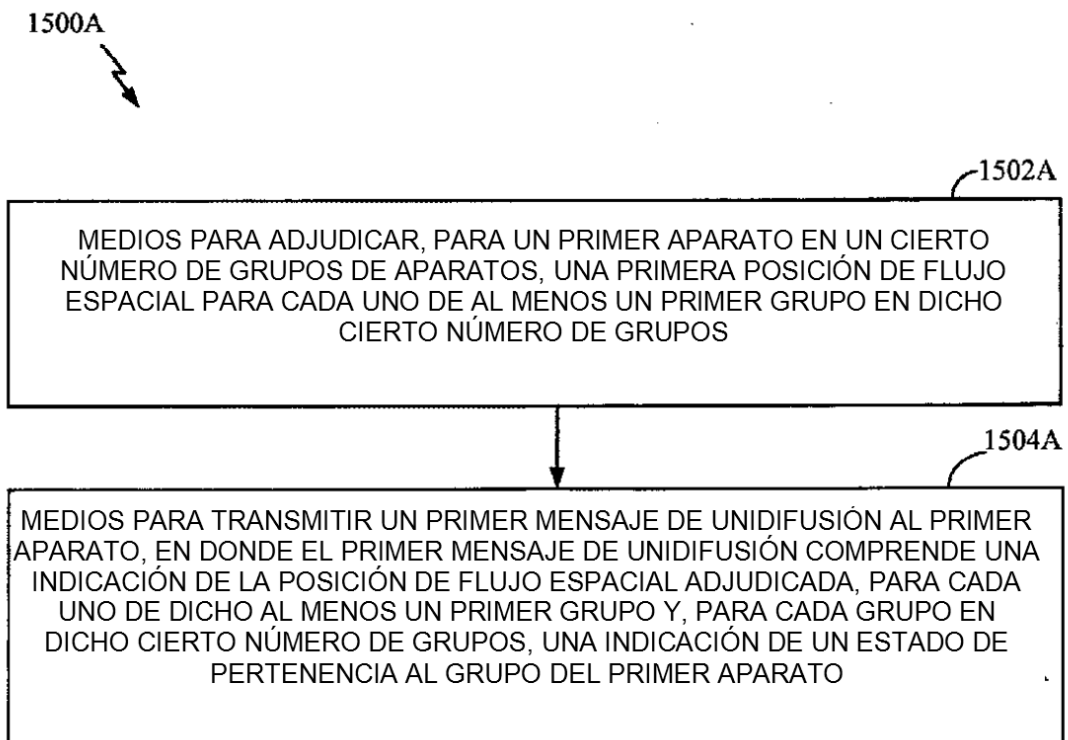 1500A
1502A
MEDIOS PARA ADJUDICAR, PARA UN PRIMER APARATO EN UN CIERTO
NÚMERO DE GRUPOS DE APARATOS, UNA PRIMERA POSICIÓN DE FLUJO
ESPACIAL PARA CADA UNO DE AL MENOS UN PRIMER GRUPO EN DICHO
CIERTO NÚMERO DE GRUPOS
1504A
MEDIOS PARA TRANSMITIR UN PRIMER MENSAJE DE UNIDIFUSIÓN AL PRIMER
APARATO, EN DONDE EL PRIMER MENSAJE DE UNIDIFUSIÓN COMPRENDE UNA
INDICACIÓN DE LA POSICIÓN DE FLUJO ESPACIAL ADJUDICADA, PARA CADA
UNO DE DICHO AL MENOS UN PRIMER GRUPO Y, PARA CADA GRUPO EN
DICHO CIERTO NÚMERO DE GRUPOS, UNA INDICACIÓN DE UN ESTADO DE
PERTENENCIA AL GRUPO DEL PRIMER APARATO